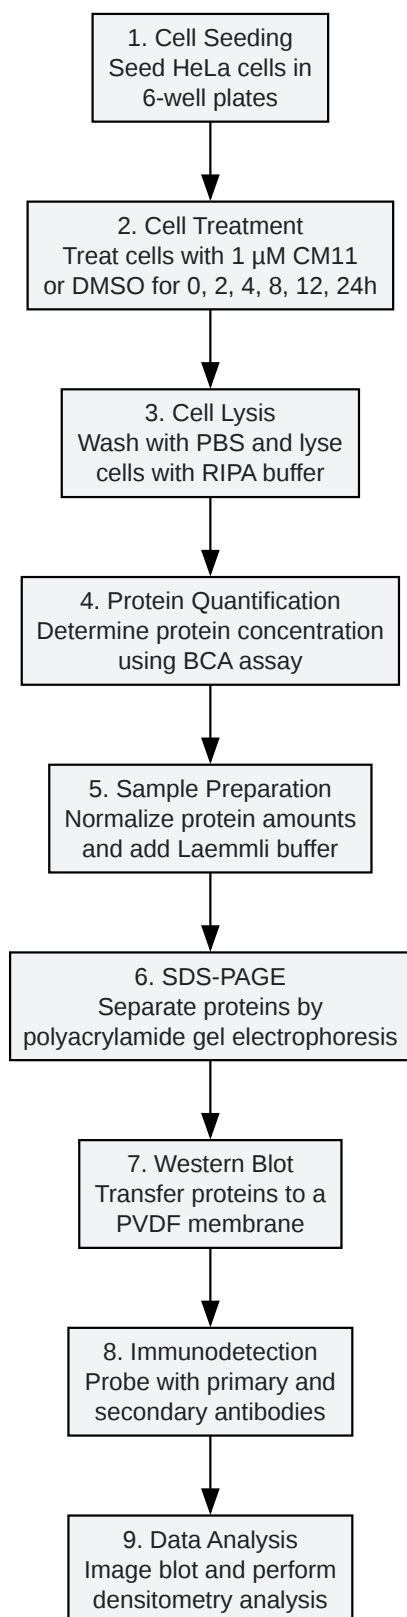 1. Cell Seeding
Seed HeLa cells in
6-well plates
2. Cell Treatment
Treat cells with 1 µM CM11
or DMSO for 0, 2, 4, 8, 12, 24h
3. Cell Lysis
Wash with PBS and lyse
cells with RIPA buffer
4. Protein Quantification
Determine protein concentration
using BCA assay
5. Sample Preparation
Normalize protein amounts
and add Laemmli buffer
6. SDS-PAGE
Separate proteins by
polyacrylamide gel electrophoresis
7. Western Blot
Transfer proteins to a
PVDF membrane
8. Immunodetection
Probe with primary and
secondary antibodies
9. Data Analysis
Image blot and perform
densitometry analysis